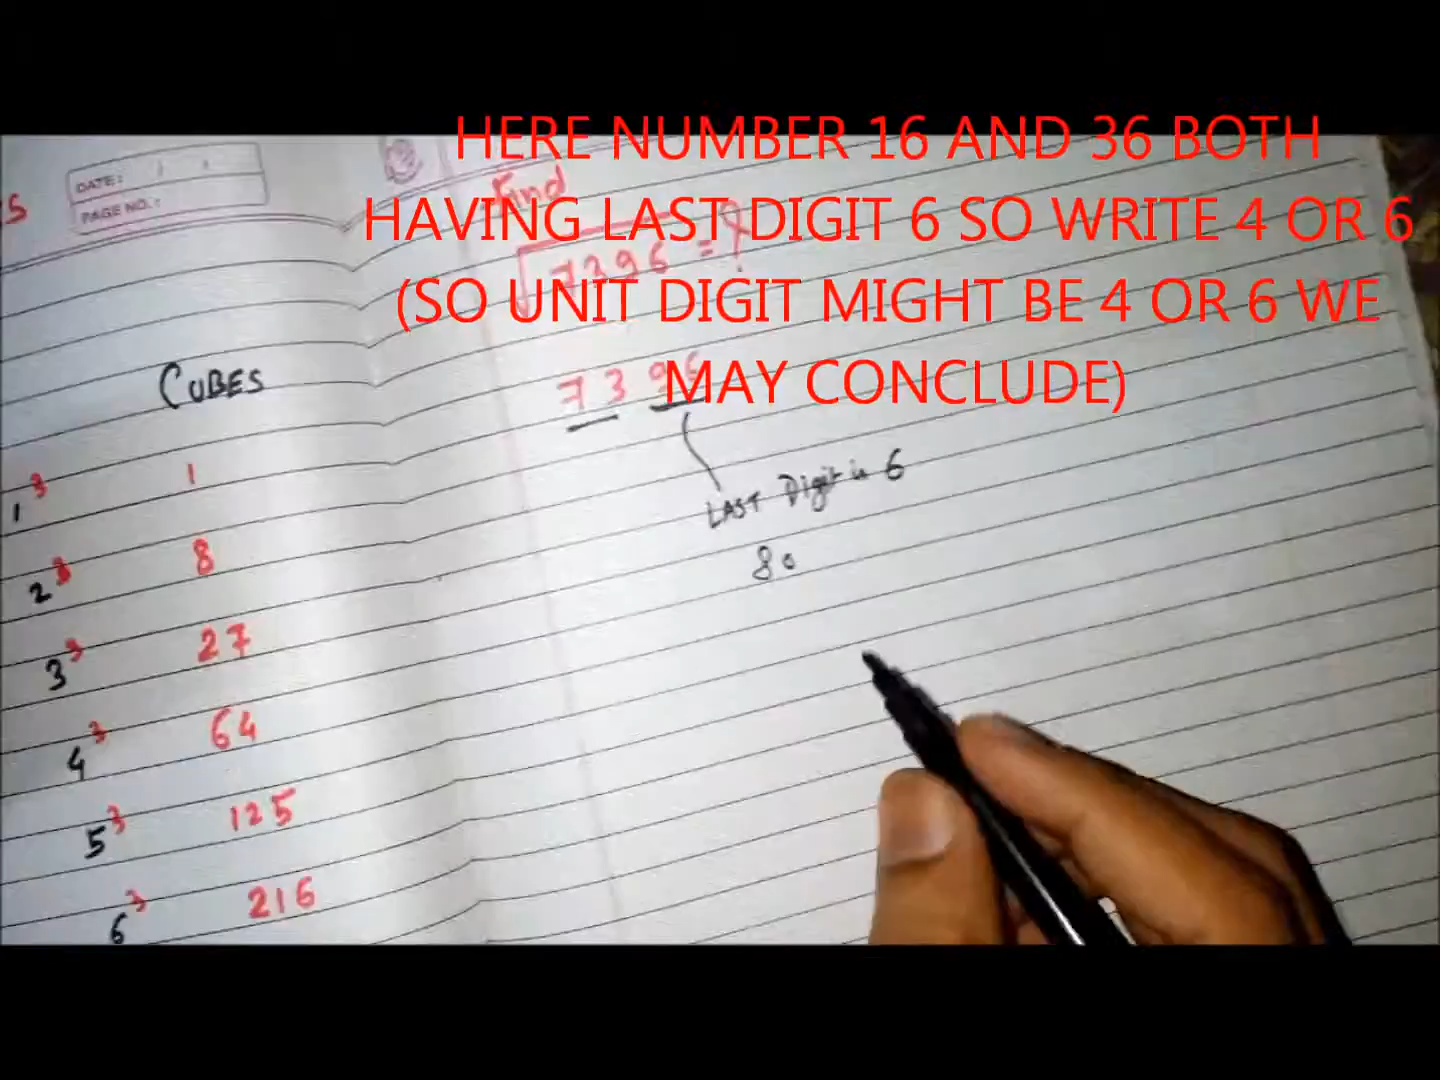 HERE NUMBER 16 AND 36 BOTH
HAVING LAST DIGIT 6 SO WRITE 4 OR 6
(SO UNIT DIGIT MIGHT BE 4 OR 6 WE
MAY CONCLUDE)
DATE:
PAGE NO.:
Find
√7396 = ?
73 96
LAST Digit is 6
80
CUBES
1³ 1
2³ 8
3³ 27
4³ 64
5³ 125
6³ 216